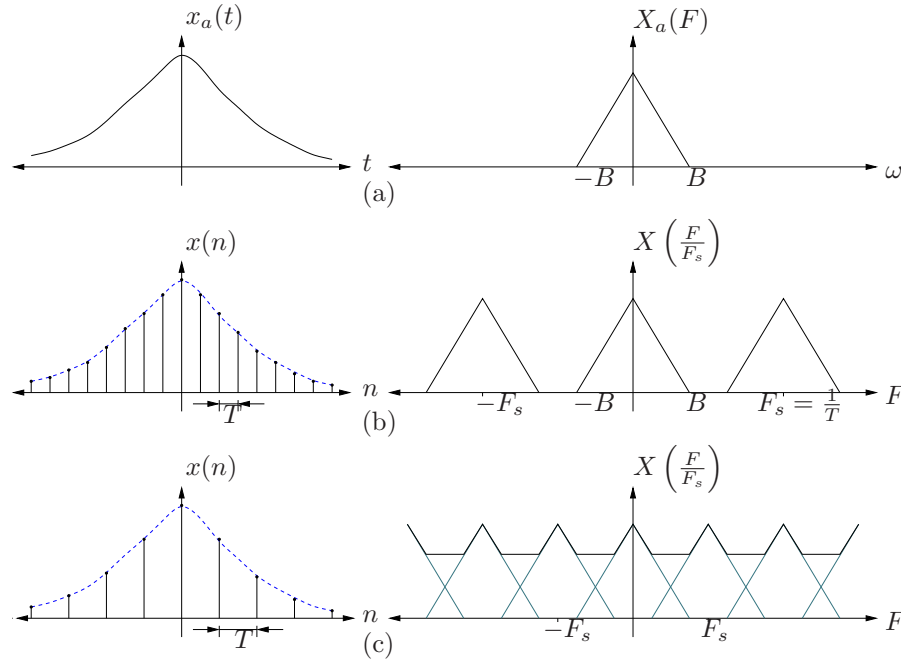 x_a(t)
X_a(F)
t
−B
B
ω
(a)
x(n)
X (F/F_s)
n
T
−F_s
−B
B
F_s = 1/T
F
(b)
x(n)
X (F/F_s)
n
T
−F_s
F_s
F
(c)